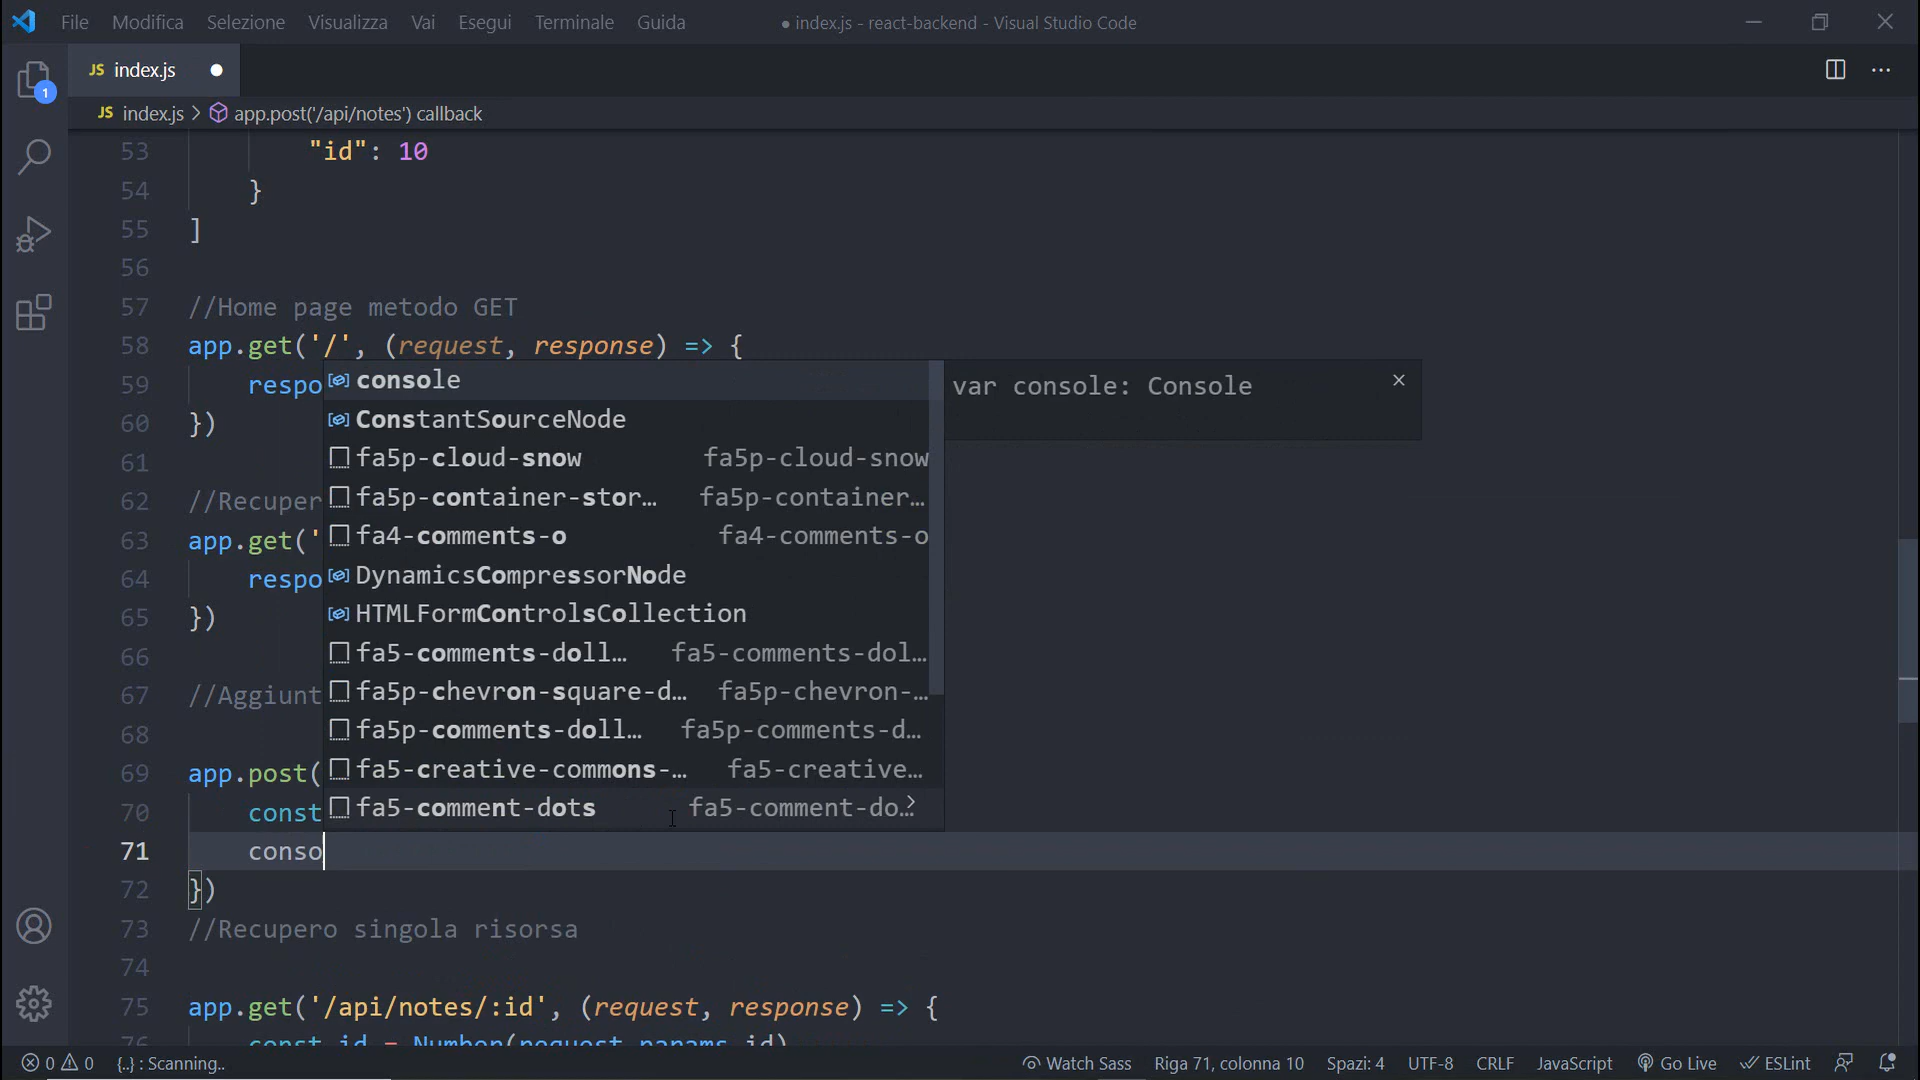 File Modifica Selezione Visualizza Vai Esegui Terminale Guida ● index.js - react-backend - Visual Studio Code
JS index.js ●
1
JS index.js > app.post('/api/notes') callback
53 "id": 10
54 }
55 ]
56
57 //Home page metodo GET
58 app.get('/', (request, response) => {
59 respo
60 })
61
62 //Recuper
63 app.get('
64 respo
65 })
66
67 //Aggiunt
68
69 app.post(
70 const
71 conso
72 })
73 //Recupero singola risorsa
74
75 app.get('/api/notes/:id', (request, response) => {
76 const id = Number(request.params.id)
console
var console: Console
ConstantSourceNode
fa5p-cloud-snow fa5p-cloud-snow
fa5p-container-stor… fa5p-container…
fa4-comments-o fa4-comments-o
DynamicsCompressorNode
HTMLFormControlsCollection
fa5-comments-doll… fa5-comments-dol…
fa5p-chevron-square-d… fa5p-chevron-…
fa5p-comments-doll… fa5p-comments-d…
fa5-creative-commons-… fa5-creative…
fa5-comment-dots fa5-comment-do…
0 0 {..} : Scanning.. Watch Sass Riga 71, colonna 10 Spazi: 4 UTF-8 CRLF JavaScript Go Live ESLint